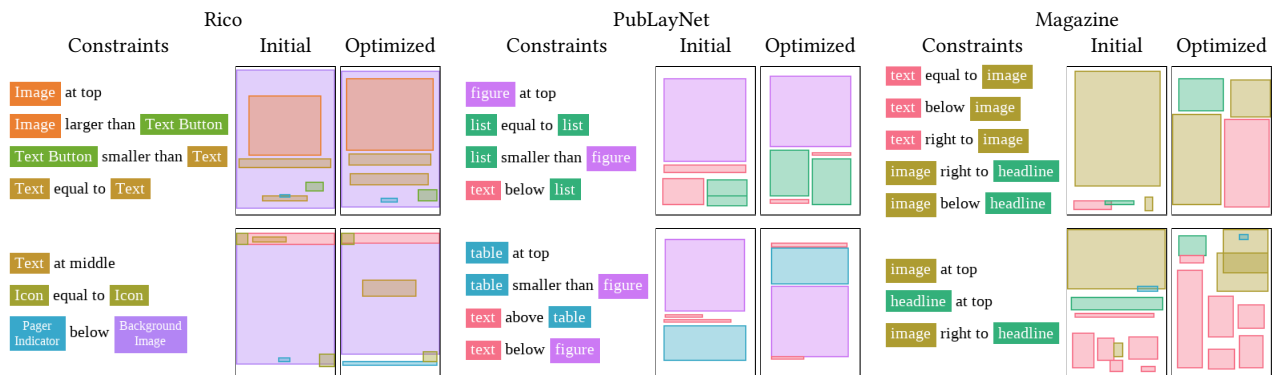 Rico
Constraints Initial Optimized
Image at top
Image larger than Text Button
Text Button smaller than Text
Text equal to Text
Text at middle
Icon equal to Icon
Pager Indicator below Background Image
PubLayNet
Constraints Initial Optimized
figure at top
list equal to list
list smaller than figure
text below list
table at top
table smaller than figure
text above table
text below figure
Magazine
Constraints Initial Optimized
text equal to image
text below image
text right to image
image right to headline
image below headline
image at top
headline at top
image right to headline